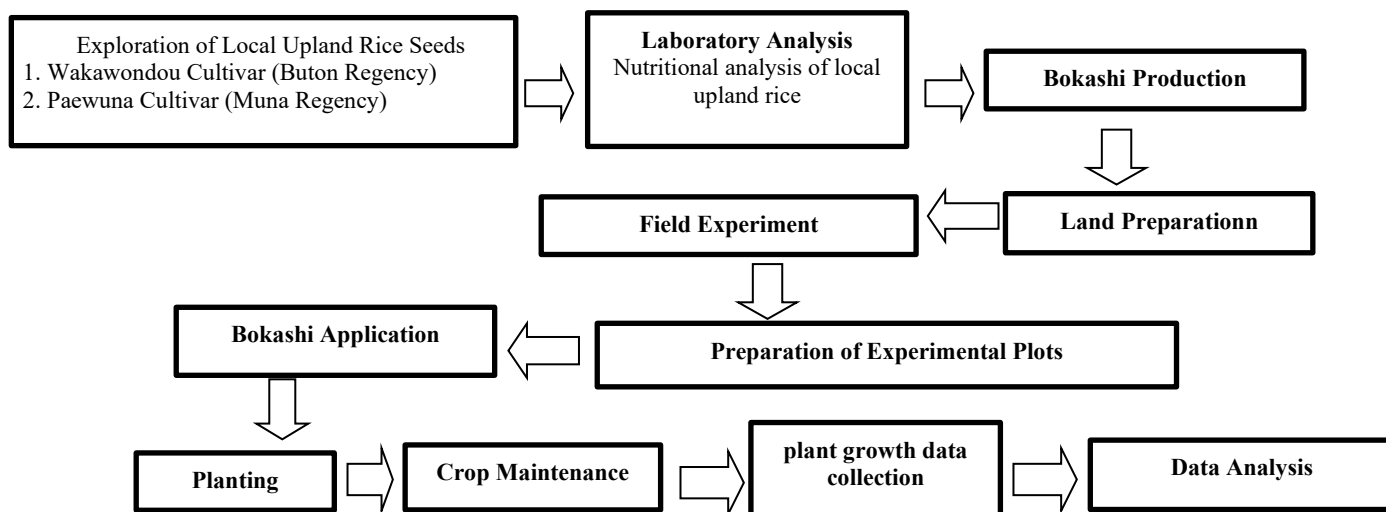 Exploration of Local Upland Rice Seeds
1. Wakawondou Cultivar (Buton Regency)
2. Paewuna Cultivar (Muna Regency)
Laboratory Analysis
Nutritional analysis of local
upland rice
Bokashi Production
Land Preparationn
Field Experiment
Preparation of Experimental Plots
Bokashi Application
Planting
Crop Maintenance
plant growth data
collection
Data Analysis